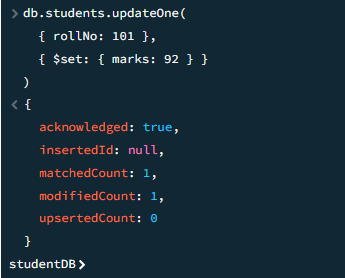 > db.students.updateOne(
{ rollNo: 101 },
{ $set: { marks: 92 } }
)
< {
acknowledged: true,
insertedId: null,
matchedCount: 1,
modifiedCount: 1,
upsertedCount: 0
}
studentDB>